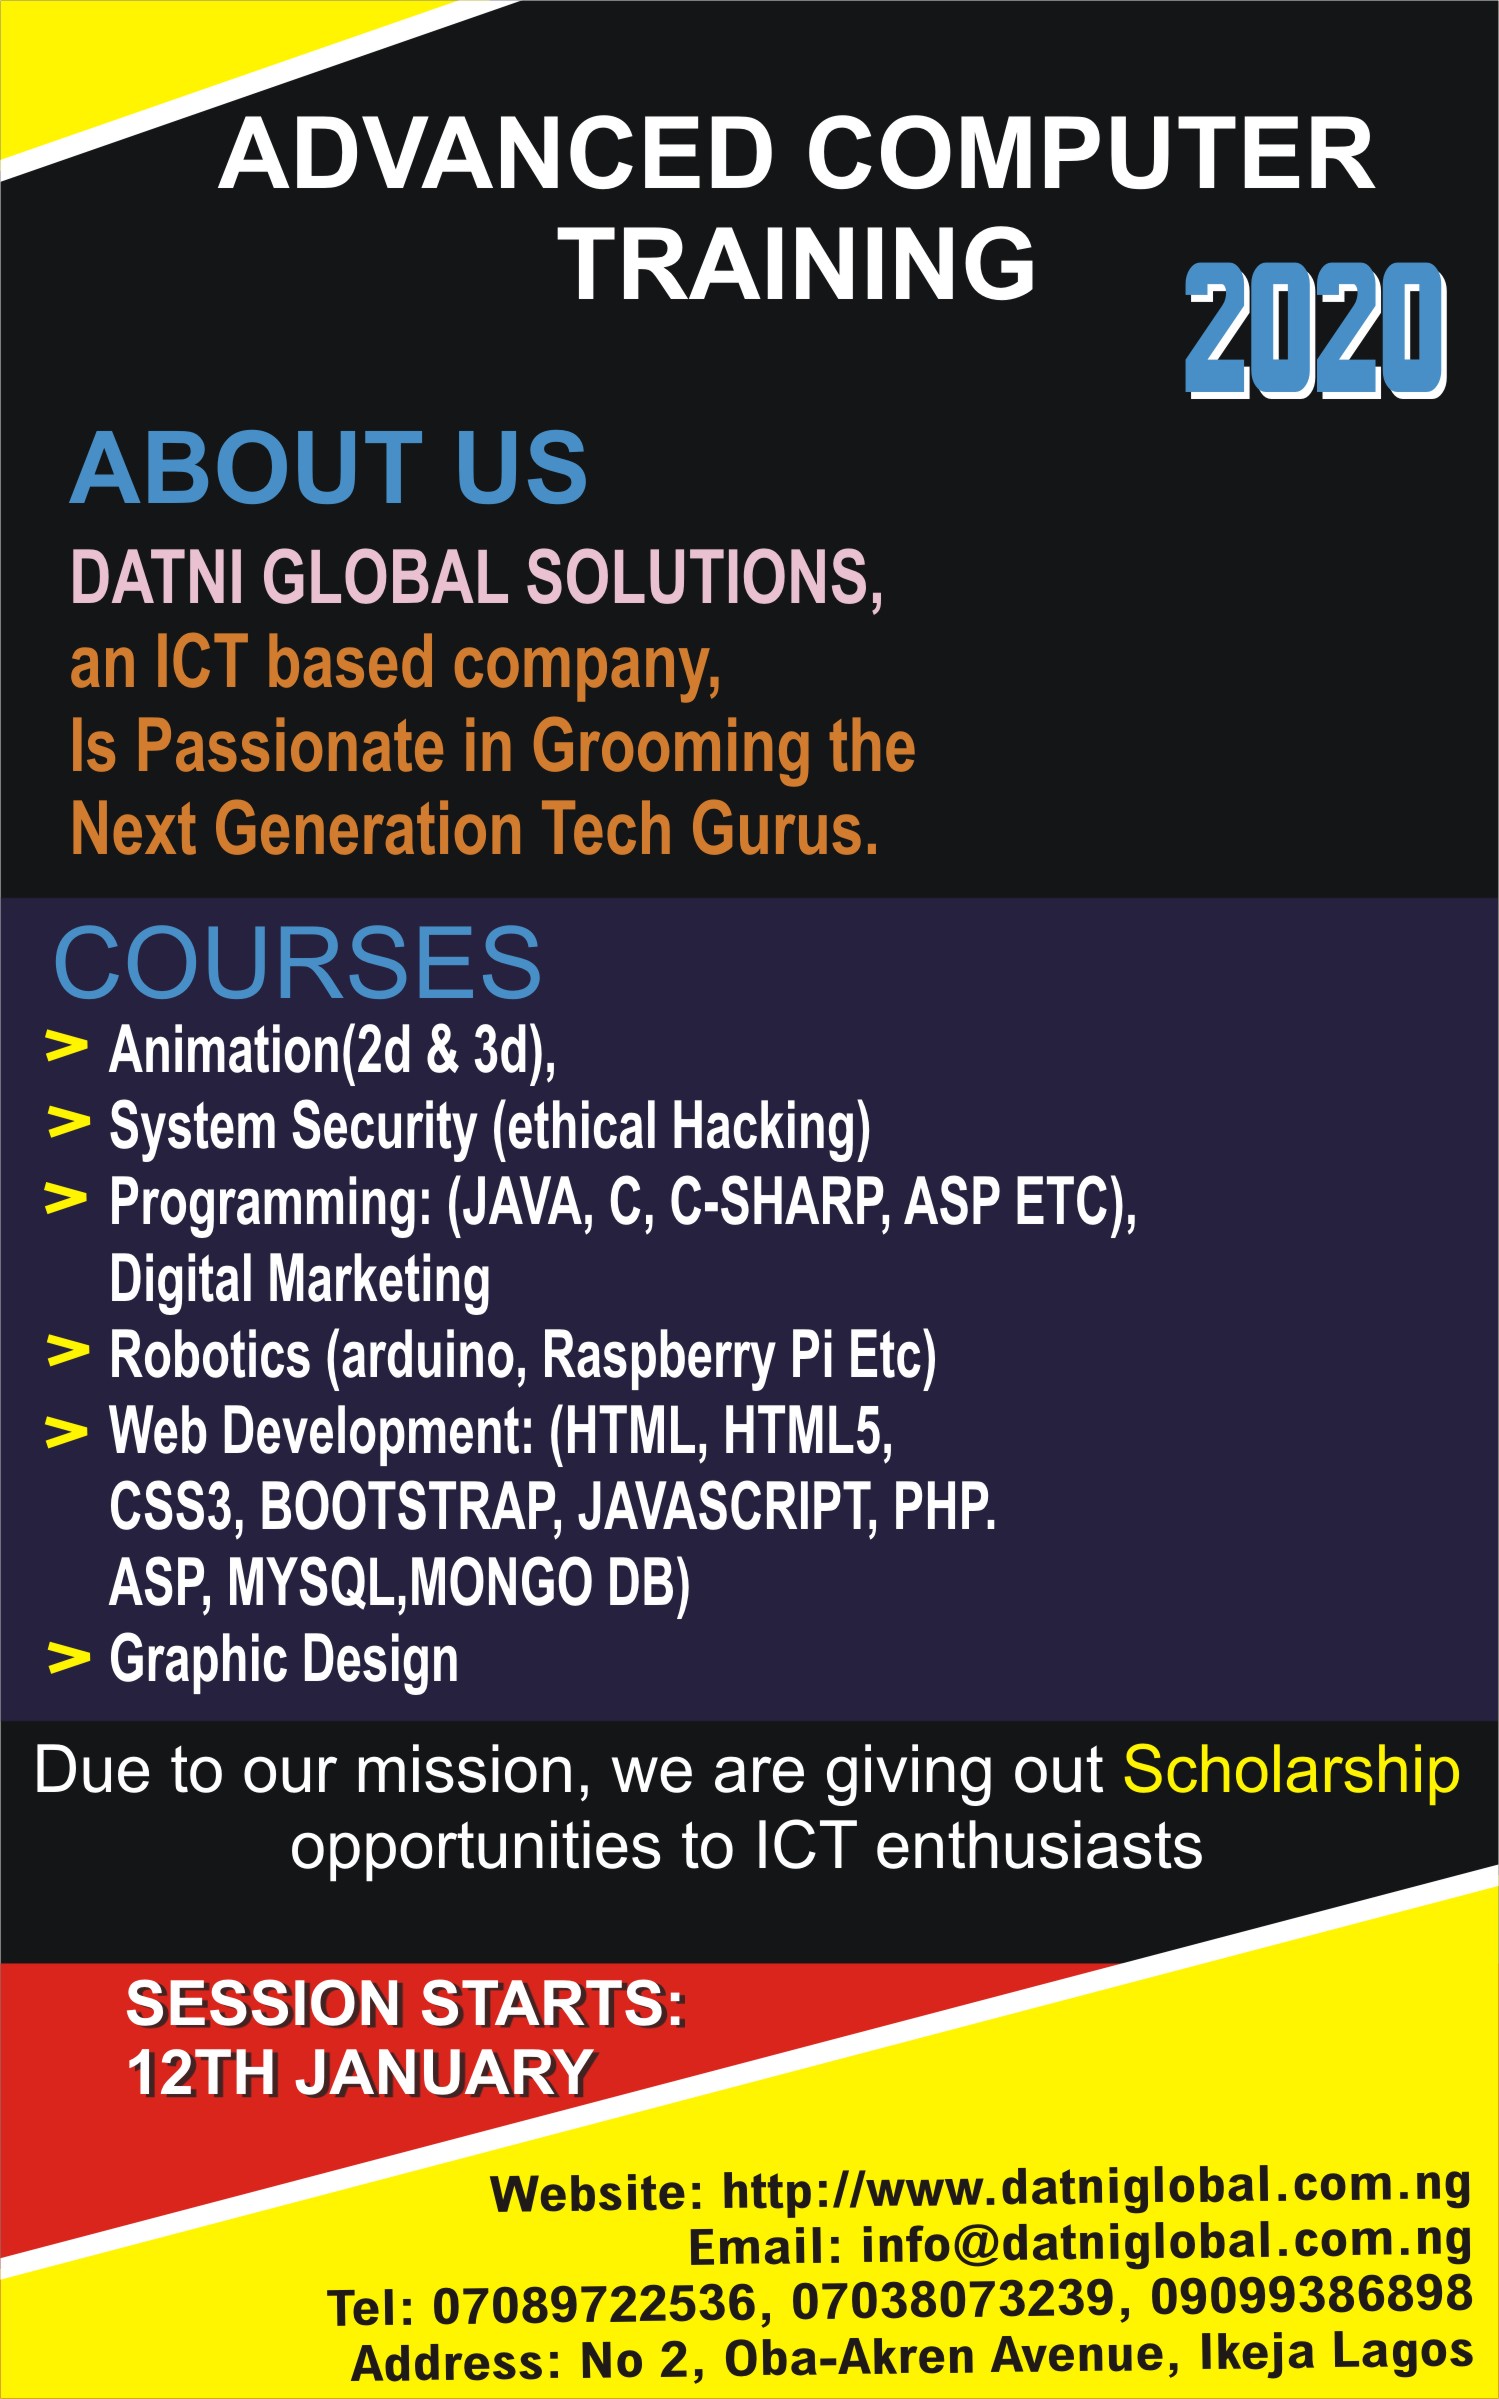 ADVANCED COMPUTER
TRAINING
2020
ABOUT US
DATNI GLOBAL SOLUTIONS,
an ICT based company,
Is Passionate in Grooming the
Next Generation Tech Gurus.
COURSES
> Animation(2d & 3d),
> System Security (ethical Hacking)
> Programming: (JAVA, C, C-SHARP, ASP ETC),
Digital Marketing
> Robotics (arduino, Raspberry Pi Etc)
> Web Development: (HTML, HTML5,
CSS3, BOOTSTRAP, JAVASCRIPT, PHP.
ASP, MYSQL,MONGO DB)
> Graphic Design
Due to our mission, we are giving out Scholarship
opportunities to ICT enthusiasts
SESSION STARTS:
12TH JANUARY
Website: http://www.datniglobal.com.ng
Email: info@datniglobal.com.ng
Tel: 07089722536, 07038073239, 09099386898
Address: No 2, Oba-Akren Avenue, Ikeja Lagos